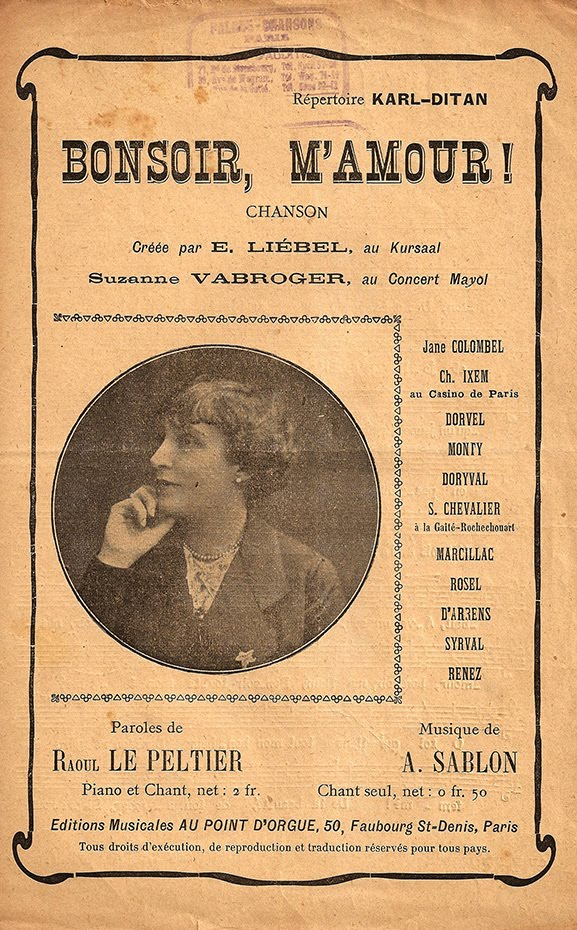 PALACE-CHANSONS
PARIS
Répertoire KARL-DITAN
BONSOIR, M'AMOUR!
CHANSON
Créée par E. LIÉBEL, au Kursaal
Suzanne VABROGER, au Concert Mayol
Jane COLOMBEL
Ch. IXEM
au Casino de Paris
DORVEL
MONTY
DORYVAL
S. CHEVALIER
à la Gaîté-Rochechouart
MARCILLAC
ROSEL
D'ARBENS
SYRVAL
RENEZ
Paroles de
RAOUL LE PELTIER
Piano et Chant, net : 2 fr.
Musique de
A. SABLON
Chant seul, net : 0 fr. 50
Editions Musicales AU POINT D'ORGUE, 50, Faubourg St-Denis, Paris
Tous droits d'exécution, de reproduction et traduction réservés pour tous pays.